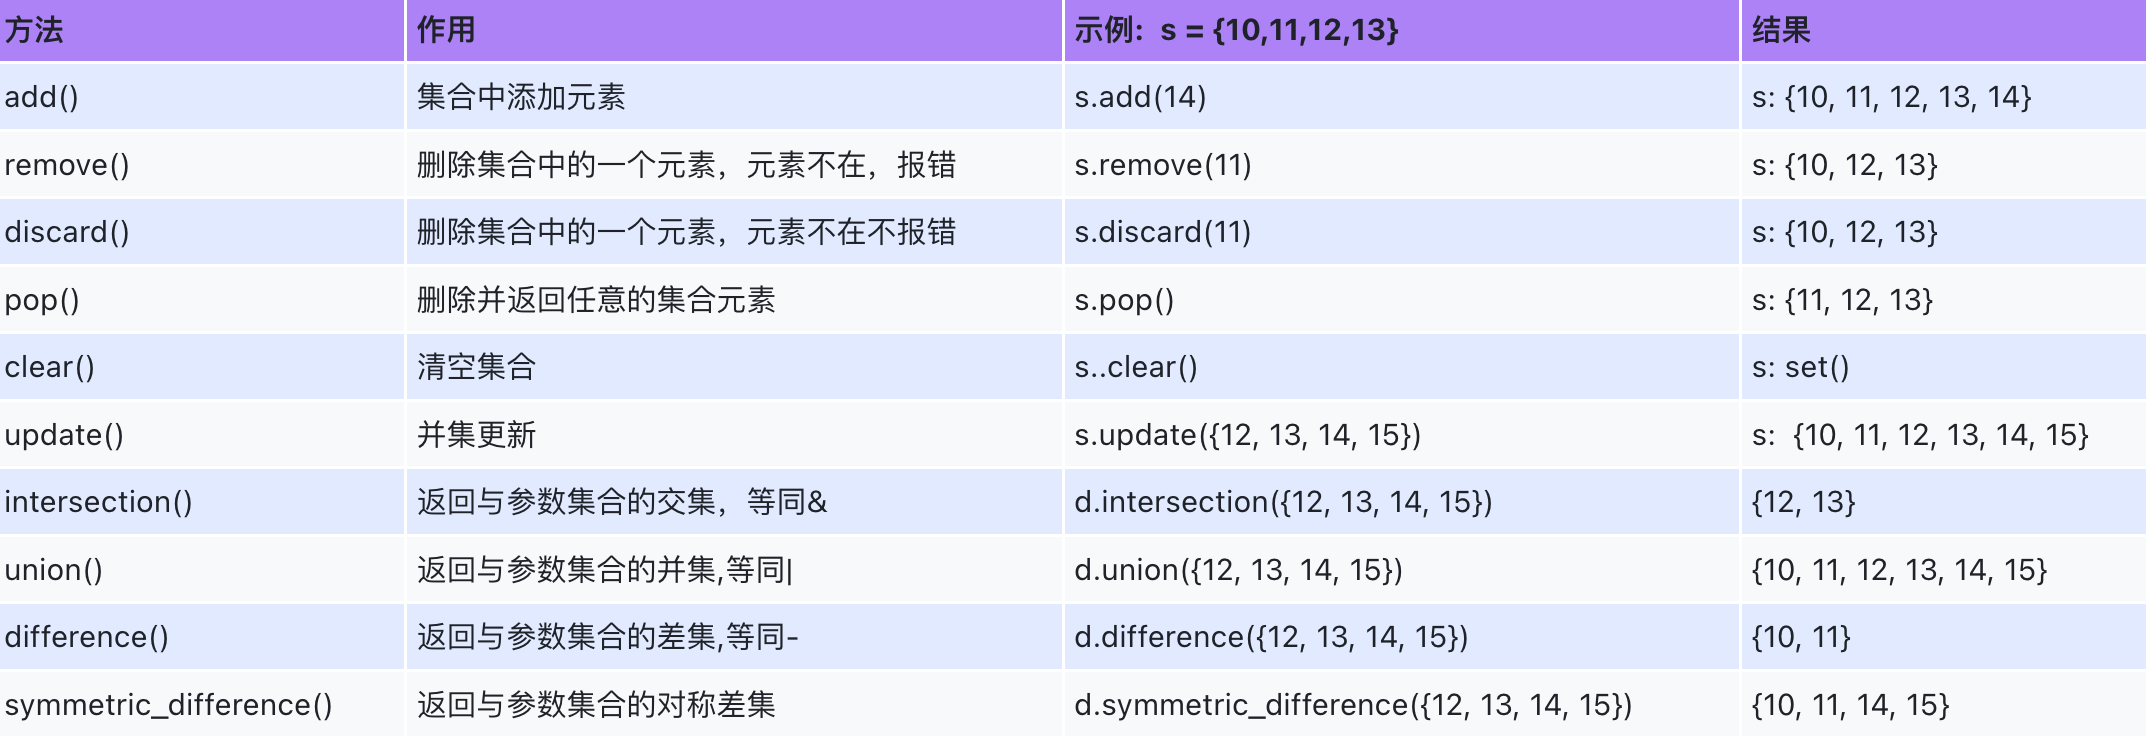 方法 作用 示例：s = {10,11,12,13} 结果
add() 集合中添加元素 s.add(14) s: {10, 11, 12, 13, 14}
remove() 删除集合中的一个元素，元素不在，报错 s.remove(11) s: {10, 12, 13}
discard() 删除集合中的一个元素，元素不在不报错 s.discard(11) s: {10, 12, 13}
pop() 删除并返回任意的集合元素 s.pop() s: {11, 12, 13}
clear() 清空集合 s..clear() s: set()
update() 并集更新 s.update({12, 13, 14, 15}) s:  {10, 11, 12, 13, 14, 15}
intersection() 返回与参数集合的交集，等同& d.intersection({12, 13, 14, 15}) {12, 13}
union() 返回与参数集合的并集,等同| d.union({12, 13, 14, 15}) {10, 11, 12, 13, 14, 15}
difference() 返回与参数集合的差集,等同- d.difference({12, 13, 14, 15}) {10, 11}
symmetric_difference() 返回与参数集合的对称差集 d.symmetric_difference({12, 13, 14, 15}) {10, 11, 14, 15}